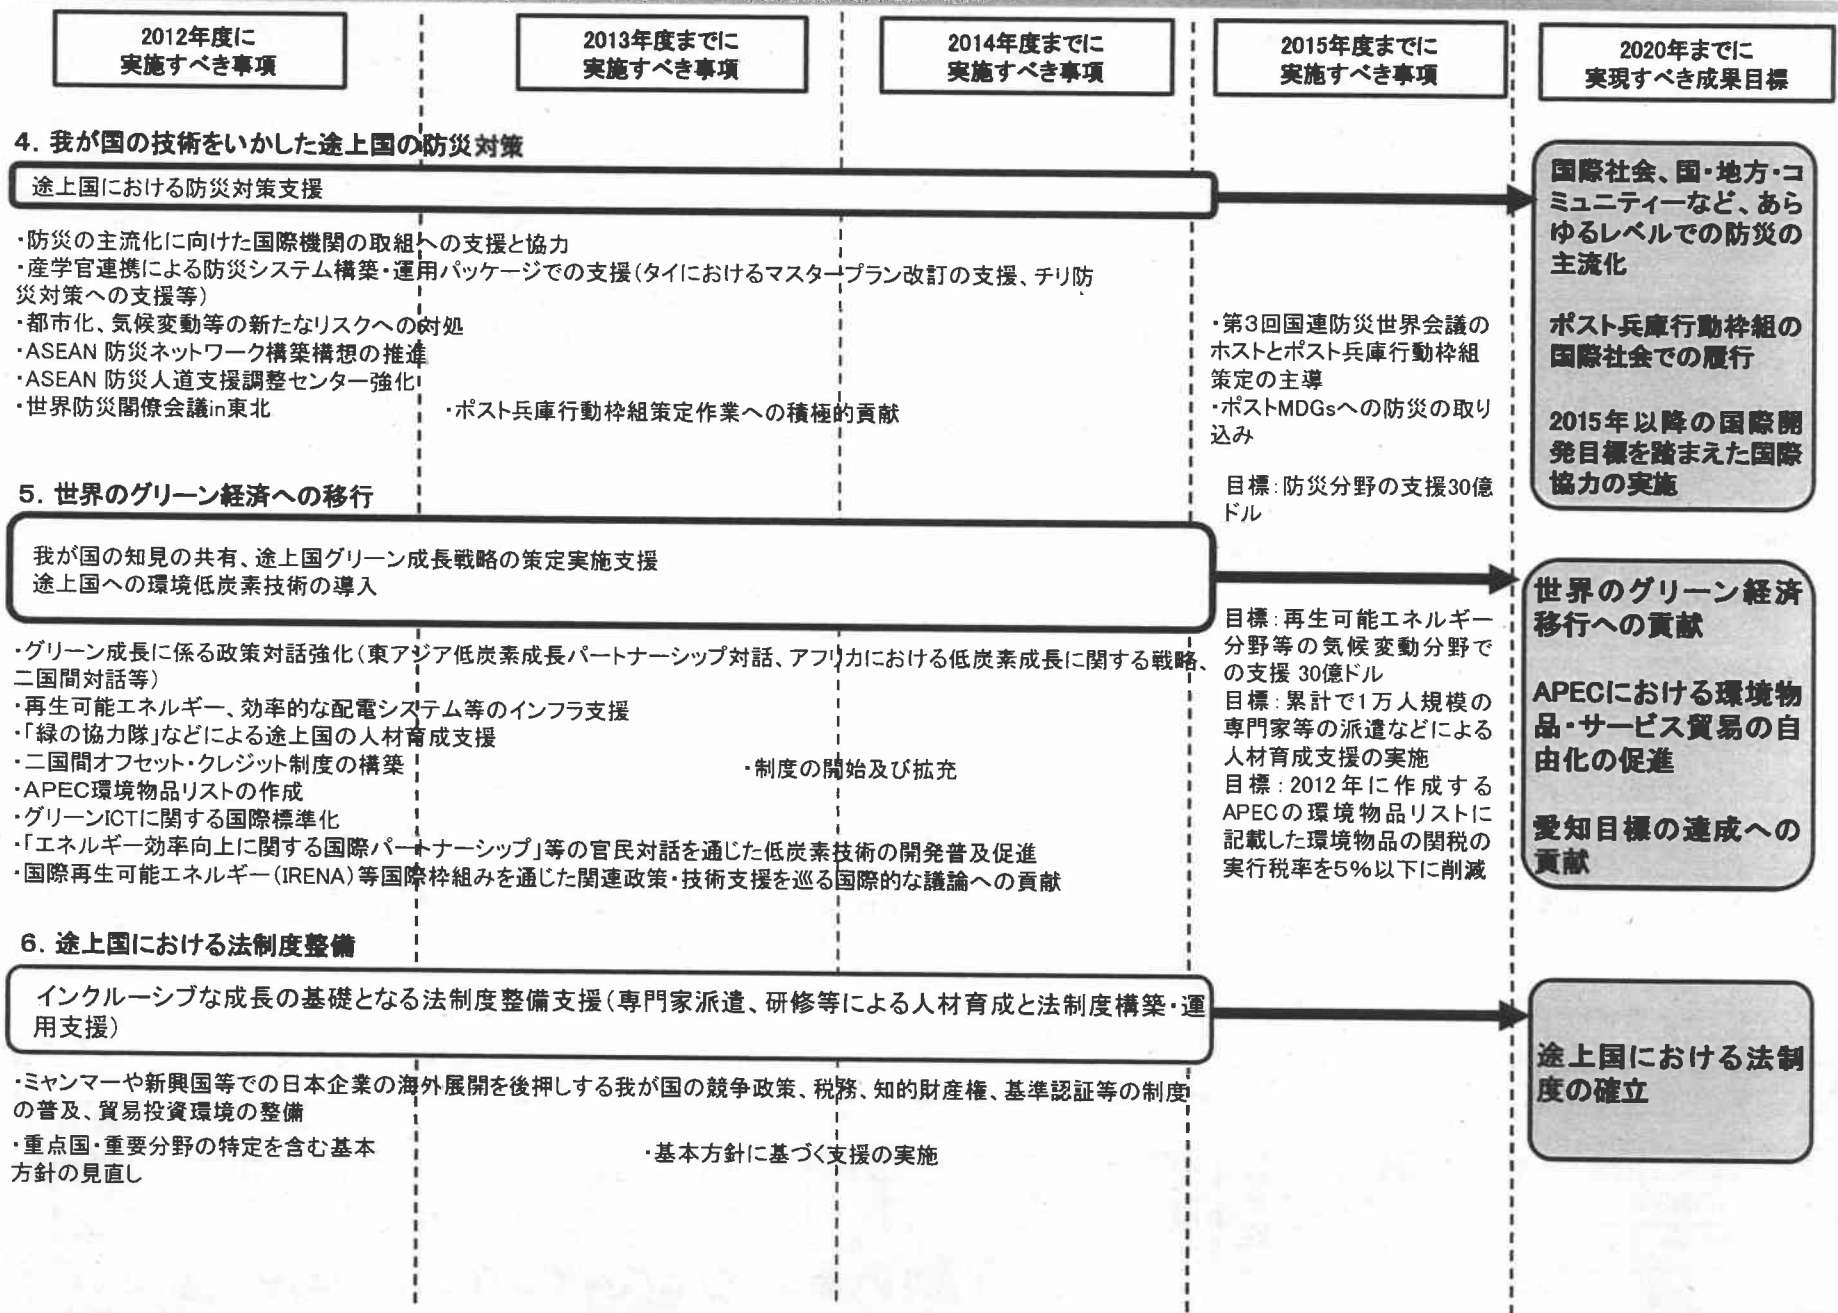 2012年度に
実施すべき事項
2013年度までに
実施すべき事項
2014年度までに
実施すべき事項
2015年度までに
実施すべき事項
2020年までに
実現すべき成果目標
4. 我が国の技術をいかした途上国の防災対策
途上国における防災対策支援
・防災の主流化に向けた国際機関の取組への支援と協力
・産学官連携による防災システム構築・運用パッケージでの支援(タイにおけるマスタープラン改訂の支援、チリ防
災対策への支援等)
・都市化、気候変動等の新たなリスクへの対処
・ASEAN 防災ネットワーク構築構想の推進
・ASEAN 防災人道支援調整センター強化
・世界防災閣僚会議in東北
・ポスト兵庫行動枠組策定作業への積極的貢献
・第3回国連防災世界会議の
ホストとポスト兵庫行動枠組
策定の主導
・ポストMDGsへの防災の取り
込み
目標:防災分野の支援30億
ドル
国際社会、国・地方・コ
ミュニティーなど、あら
ゆるレベルでの防災の
主流化
ポスト兵庫行動枠組の
国際社会での履行
2015年以降の国際開
発目標を踏まえた国際
協力の実施
5. 世界のグリーン経済への移行
我が国の知見の共有、途上国グリーン成長戦略の策定実施支援
途上国への環境低炭素技術の導入
・グリーン成長に係る政策対話強化(東アジア低炭素成長パートナーシップ対話、アフリカにおける低炭素成長に関する戦略、
二国間対話等)
・再生可能エネルギー、効率的な配電システム等のインフラ支援
・「緑の協力隊」などによる途上国の人材育成支援
・二国間オフセット・クレジット制度の構築
・制度の開始及び拡充
・APEC環境物品リストの作成
・グリーンICTに関する国際標準化
・「エネルギー効率向上に関する国際パートナーシップ」等の官民対話を通じた低炭素技術の開発普及促進
・国際再生可能エネルギー(IRENA)等国際枠組みを通じた関連政策・技術支援を巡る国際的な議論への貢献
目標:再生可能エネルギー
分野等の気候変動分野で
の支援 30億ドル
目標:累計で1万人規模の
専門家等の派遣などによる
人材育成支援の実施
目標:2012年に作成する
APECの環境物品リストに
記載した環境物品の関税の
実行税率を5%以下に削減
世界のグリーン経済
移行への貢献
APECにおける環境物
品・サービス貿易の自
由化の促進
愛知目標の達成への
貢献
6. 途上国における法制度整備
インクルーシブな成長の基礎となる法制度整備支援(専門家派遣、研修等による人材育成と法制度構築・運
用支援)
・ミャンマーや新興国等での日本企業の海外展開を後押しする我が国の競争政策、税務、知的財産権、基準認証等の制度
の普及、貿易投資環境の整備
・重点国・重要分野の特定を含む基本
方針の見直し
・基本方針に基づく支援の実施
途上国における法制
度の確立